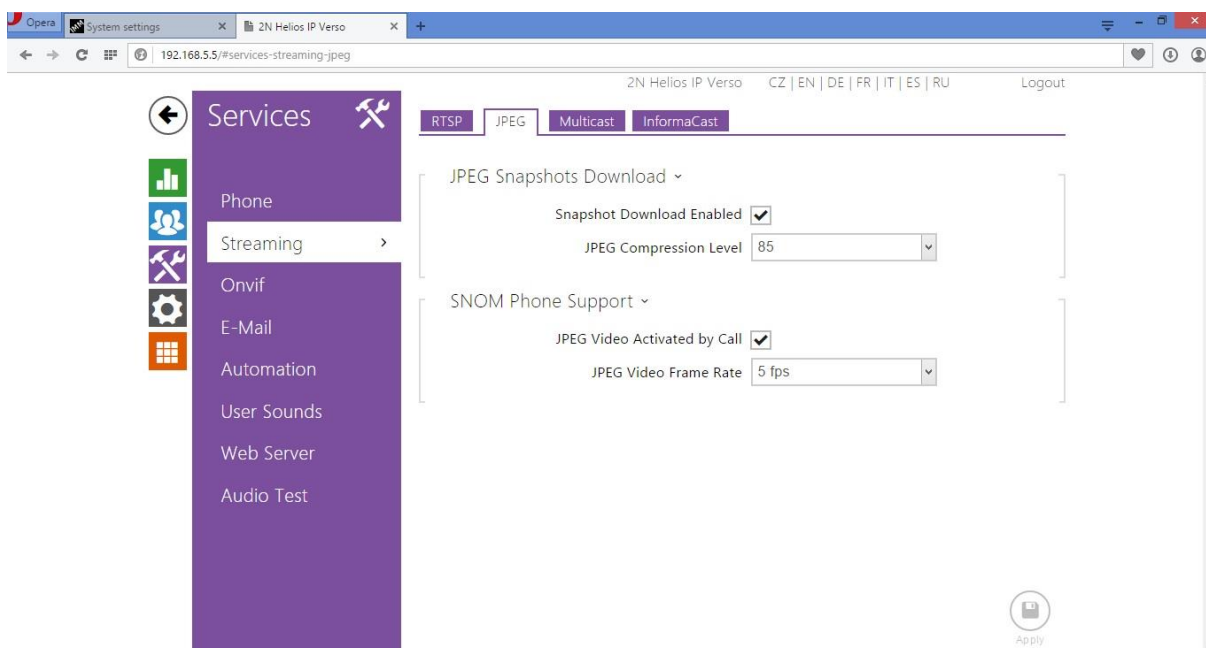 Opera
System settings
2N Helios IP Verso
192.168.5.5/#services-streaming-jpeg
2N Helios IP Verso CZ | EN | DE | FR | IT | ES | RU Logout
Services
RTSP JPEG Multicast InformaCast
JPEG Snapshots Download
Phone
Snapshot Download Enabled
Streaming
JPEG Compression Level 85
Onvif
SNOM Phone Support
E-Mail
JPEG Video Activated by Call
Automation
JPEG Video Frame Rate 5 fps
User Sounds
Web Server
Audio Test
Apply